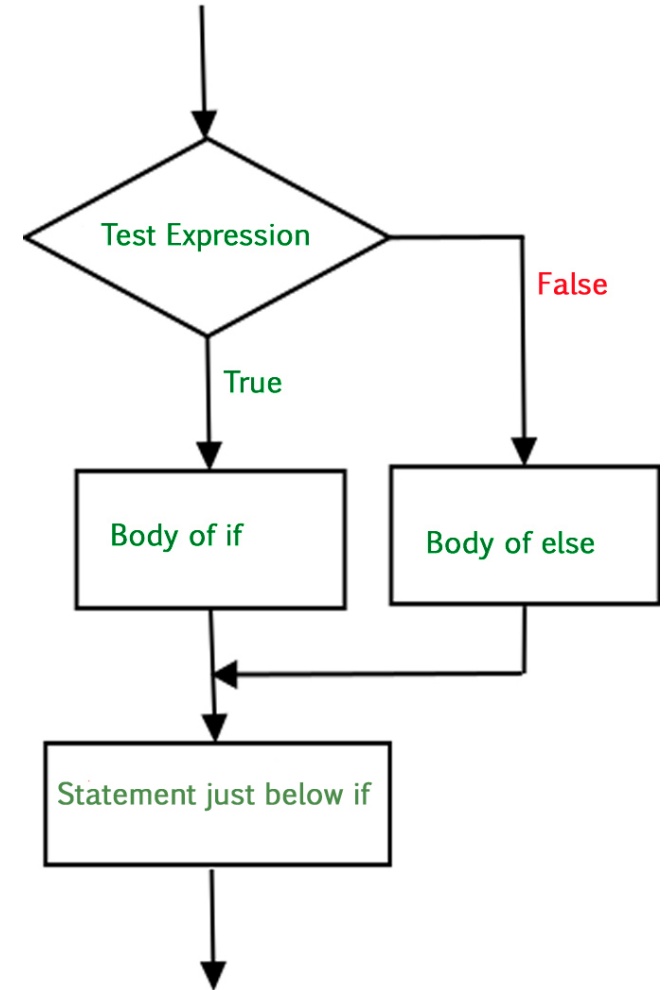 Test Expression
False
True
Body of if
Body of else
Statement just below if